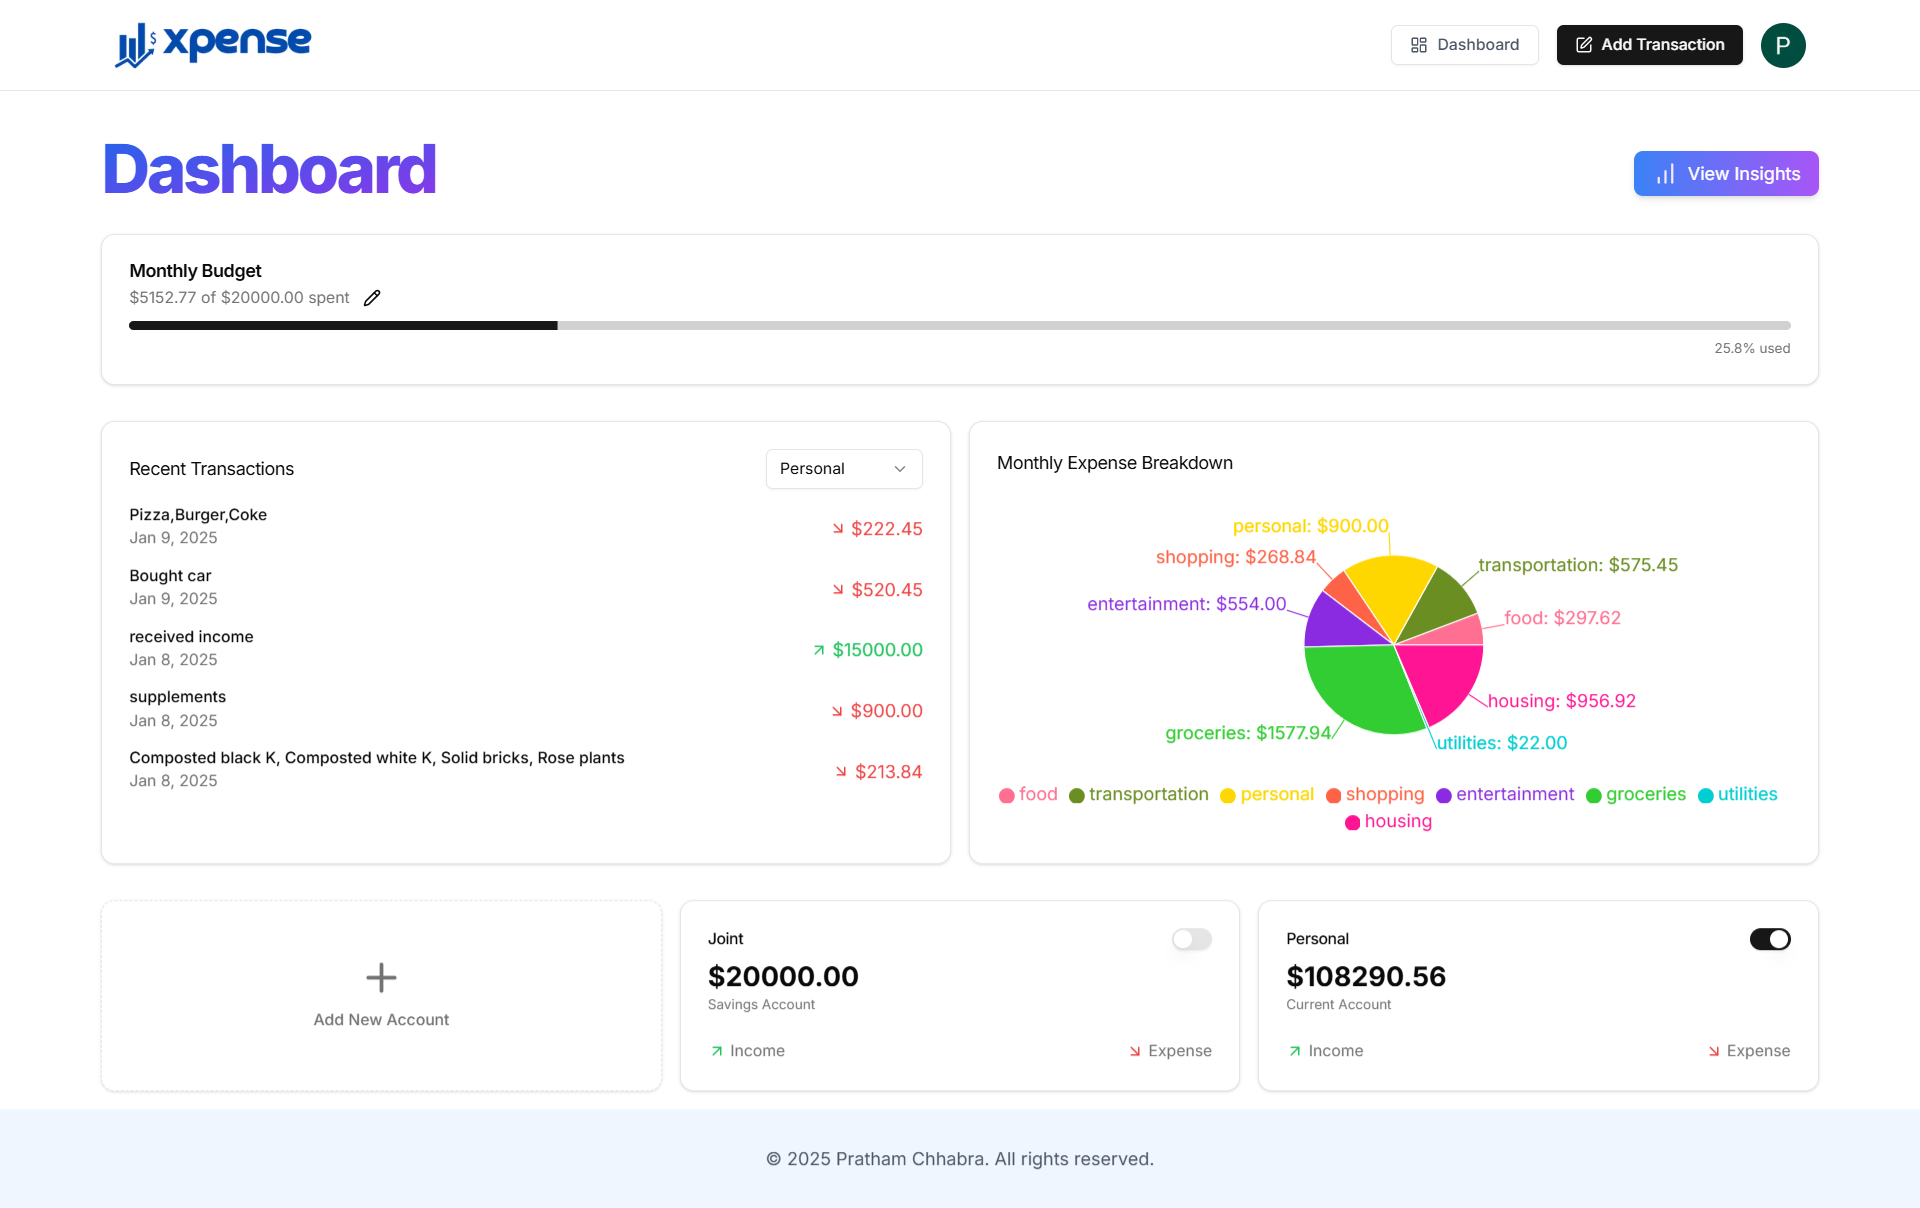 $ xpense
Dashboard
Add Transaction
P
Dashboard
View Insights
Monthly Budget
$5152.77 of $20000.00 spent
25.8% used
Recent Transactions
Personal
Pizza,Burger,Coke
Jan 9, 2025
$222.45
Bought car
Jan 9, 2025
$520.45
received income
Jan 8, 2025
$15000.00
supplements
Jan 8, 2025
$900.00
Composted black K, Composted white K, Solid bricks, Rose plants
Jan 8, 2025
$213.84
Monthly Expense Breakdown
personal: $900.00
shopping: $268.84
transportation: $575.45
entertainment: $554.00
food: $297.62
housing: $956.92
groceries: $1577.94
utilities: $22.00
food transportation personal shopping entertainment groceries utilities
housing
Add New Account
Joint
$20000.00
Savings Account
Income
Expense
Personal
$108290.56
Current Account
Income
Expense
© 2025 Pratham Chhabra. All rights reserved.